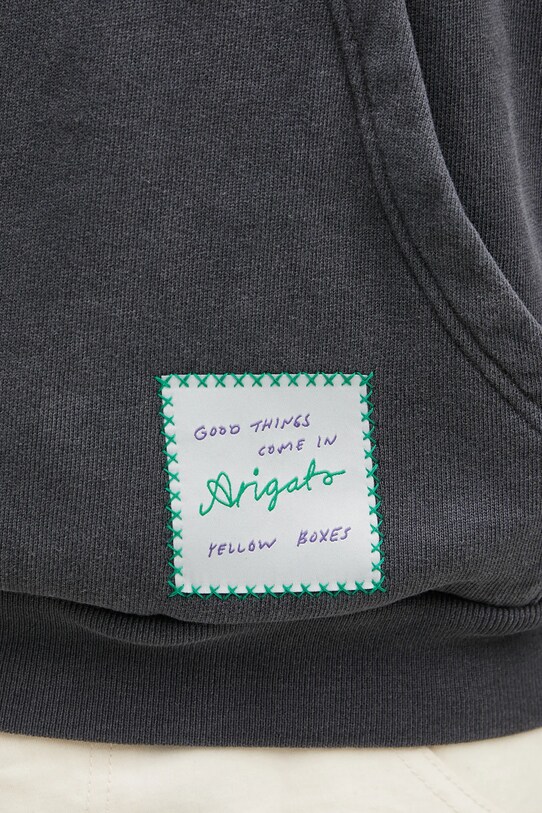 GOOD THINGS
COME IN
Arigato
YELLOW BOXES